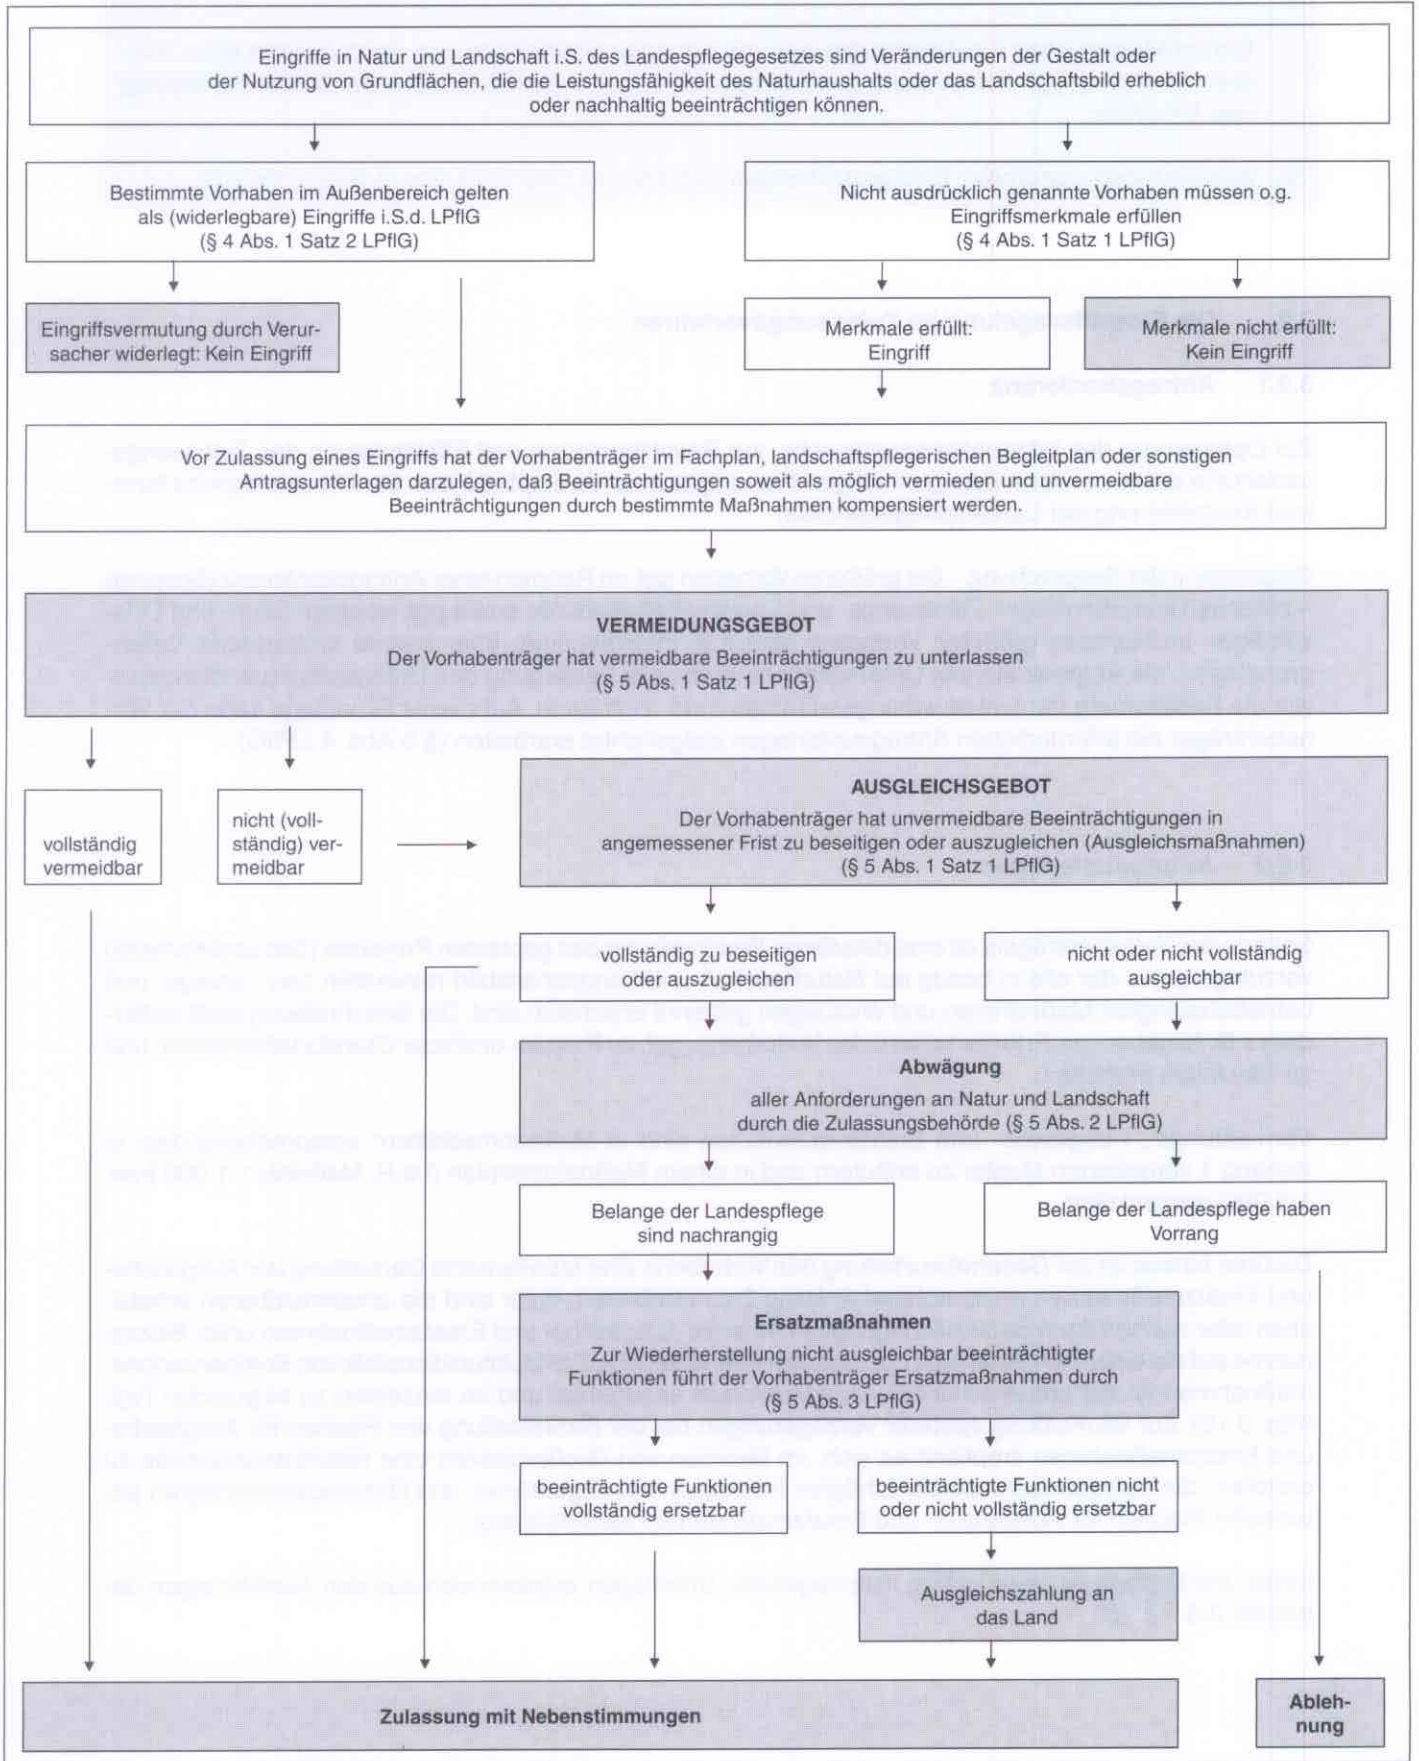 Eingriffe in Natur und Landschaft i.S. des Landespflegegesetzes sind Veränderungen der Gestalt oder
der Nutzung von Grundflächen, die die Leistungsfähigkeit des Naturhaushalts oder das Landschaftsbild erheblich
oder nachhaltig beeinträchtigen können.
Bestimmte Vorhaben im Außenbereich gelten
als (widerlegbare) Eingriffe i.S.d. LPflG
(§ 4 Abs. 1 Satz 2 LPflG)
Nicht ausdrücklich genannte Vorhaben müssen o.g.
Eingriffsmerkmale erfüllen
(§ 4 Abs. 1 Satz 1 LPflG)
Eingriffsvermutung durch Verur-
sacher widerlegt: Kein Eingriff
Merkmale erfüllt:
Eingriff
Merkmale nicht erfüllt:
Kein Eingriff
Vor Zulassung eines Eingriffs hat der Vorhabenträger im Fachplan, landschaftspflegerischen Begleitplan oder sonstigen
Antragsunterlagen darzulegen, daß Beeinträchtigungen soweit als möglich vermieden und unvermeidbare
Beeinträchtigungen durch bestimmte Maßnahmen kompensiert werden.
VERMEIDUNGSGEBOT
Der Vorhabenträger hat vermeidbare Beeinträchtigungen zu unterlassen
(§ 5 Abs. 1 Satz 1 LPflG)
vollständig
vermeidbar
nicht (voll-
ständig) ver-
meidbar
AUSGLEICHSGEBOT
Der Vorhabenträger hat unvermeidbare Beeinträchtigungen in
angemessener Frist zu beseitigen oder auszugleichen (Ausgleichsmaßnahmen)
(§ 5 Abs. 1 Satz 1 LPflG)
vollständig zu beseitigen
oder auszugleichen
nicht oder nicht vollständig
ausgleichbar
Abwägung
aller Anforderungen an Natur und Landschaft
durch die Zulassungsbehörde (§ 5 Abs. 2 LPflG)
Belange der Landespflege
sind nachrangig
Belange der Landespflege haben
Vorrang
Ersatzmaßnahmen
Zur Wiederherstellung nicht ausgleichbar beeinträchtigter
Funktionen führt der Vorhabenträger Ersatzmaßnahmen durch
(§ 5 Abs. 3 LPflG)
beeinträchtigte Funktionen
vollständig ersetzbar
beeinträchtigte Funktionen nicht
oder nicht vollständig ersetzbar
Ausgleichszahlung an
das Land
Zulassung mit Nebenstimmungen
Ableh-
nung